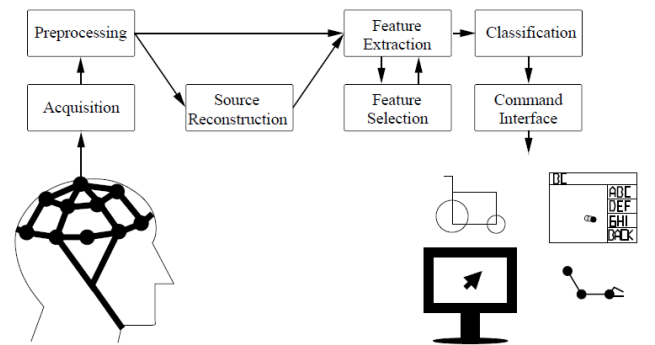 Preprocessing
Feature
Extraction
Classification
Acquisition
Source
Reconstruction
Feature
Selection
Command
Interface
BC
ABC
DEF
GHI
BACK